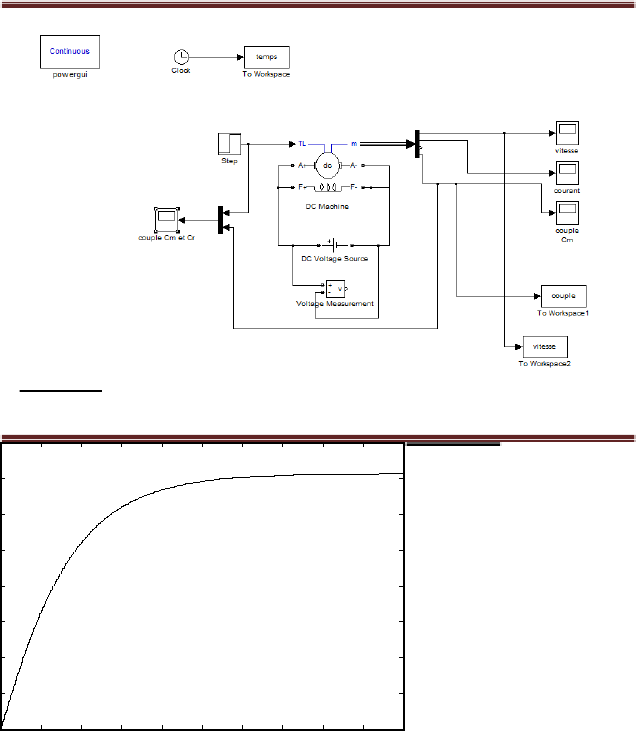 Continuous
powergui
Clock
temps
To Workspace
Step
TL
m
A+
dc
A-
F+
F-
DC Machine
vitesse
courant
couple
Cm
couple Cm et Cr
+
DC Voltage Source
+
-
v
Voltage Measurement
couple
To Workspace1
vitesse
To Workspace2